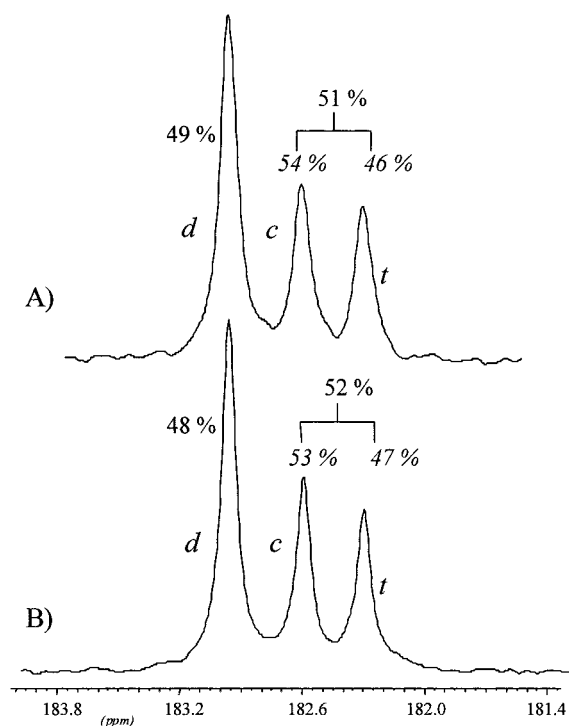 51 %
49 %
54 % 46 %
d c
t
A)
52 %
48 %
53 % 47 %
d c
t
B)
183.8 183.2 182.6 182.0 181.4
(ppm)